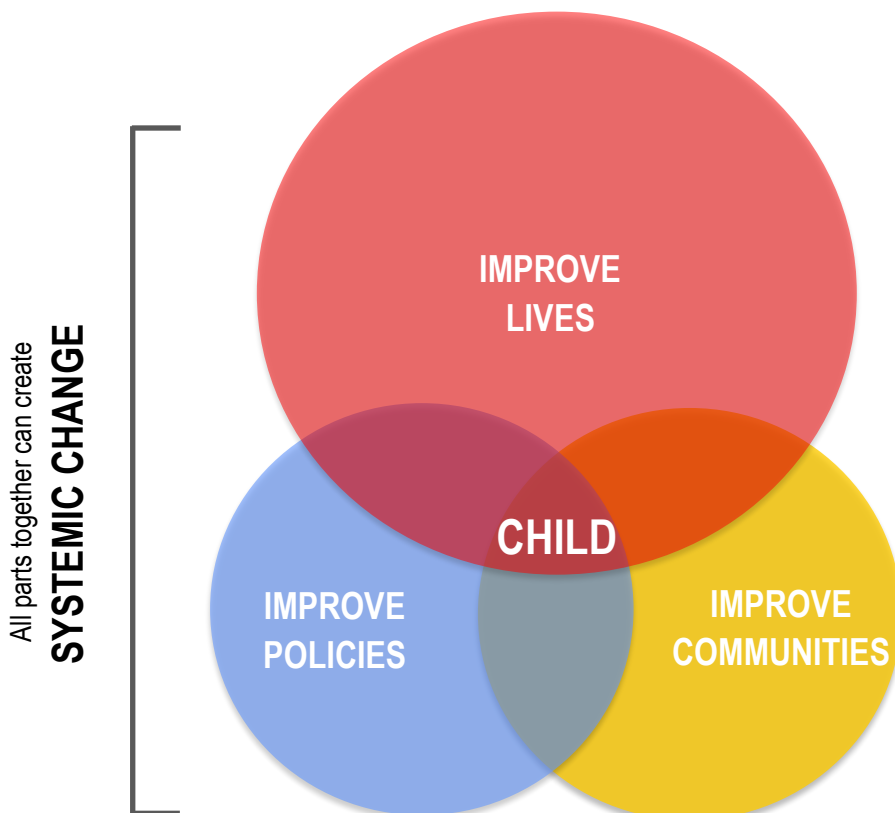 All parts together can create
SYSTEMIC CHANGE
IMPROVE
LIVES
CHILD
IMPROVE
POLICIES
IMPROVE
COMMUNITIES